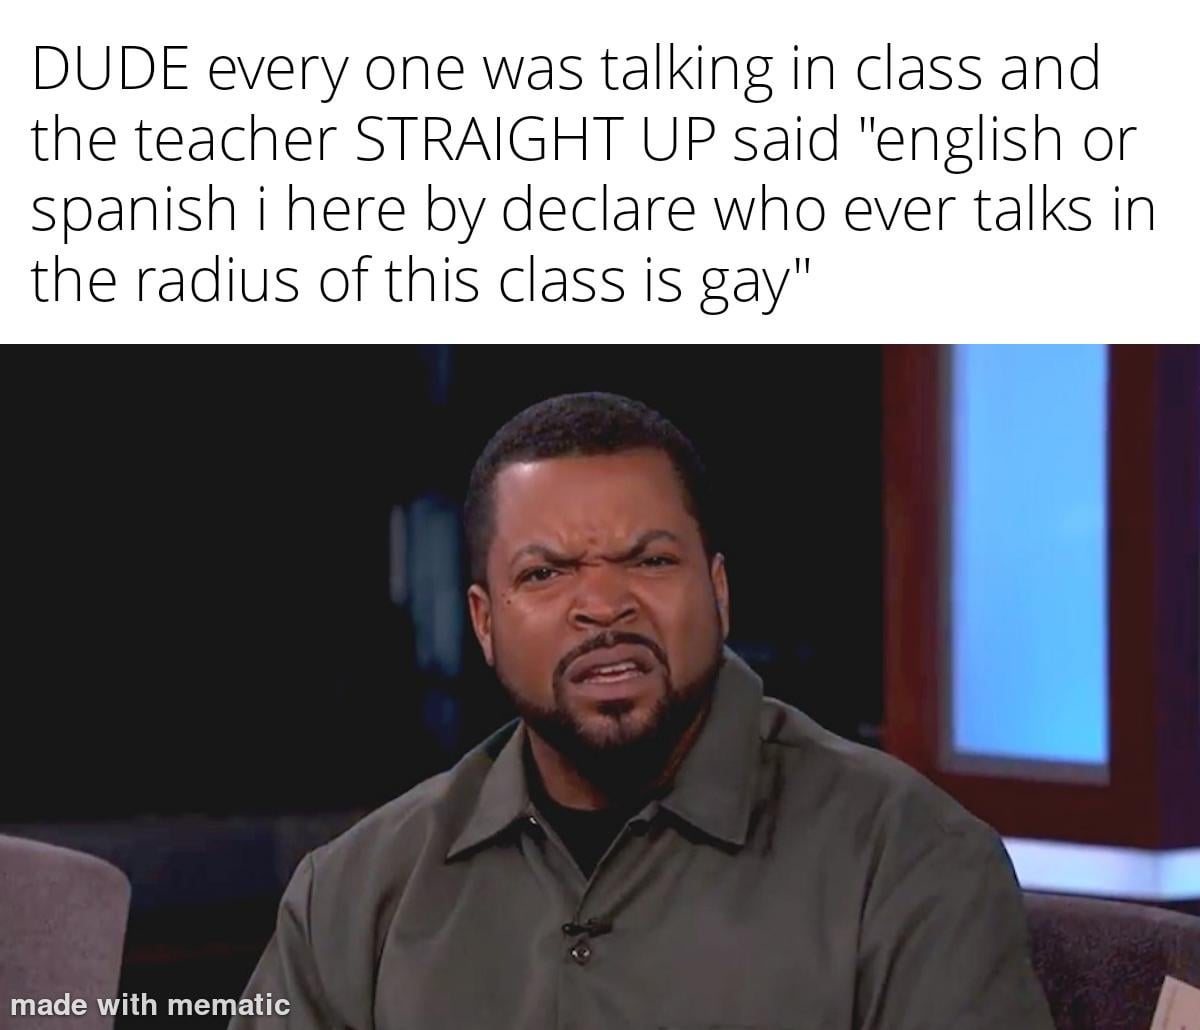 DUDE every one was talking in class and
the teacher STRAIGHT UP said "english or
spanish i here by declare who ever talks in
the radius of this class is gay"
made with mematic